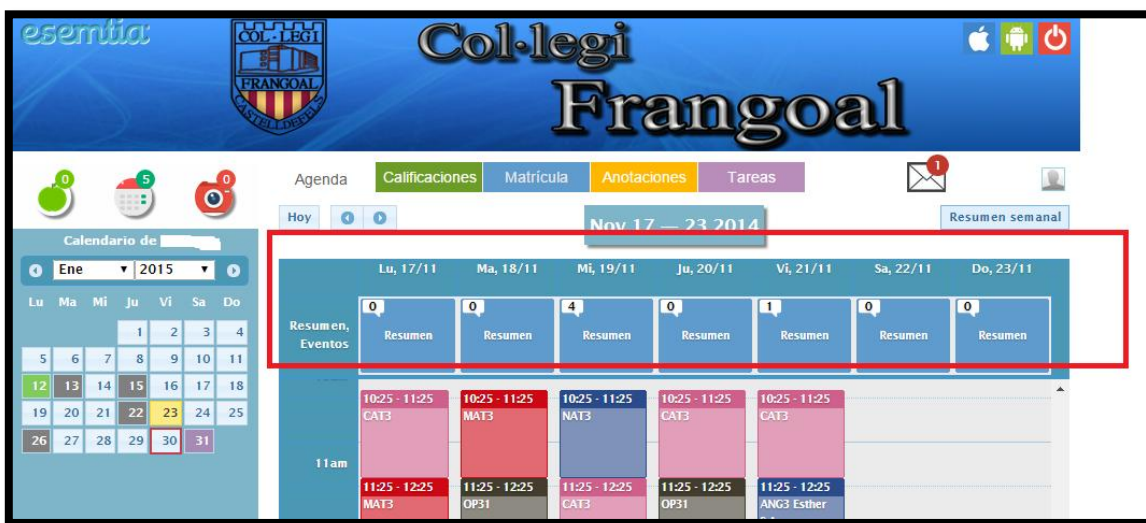 esemtia
COL·LEGI
FRANGOAL
CASTELLDEFELS
Col·legi
Frangoal
0
5
0
Agenda
Calificaciones
Matrícula
Anotaciones
Tareas
1
Hoy
Nov 17 — 23 2014
Resumen semanal
Calendario de
Ene 2015
Lu Ma Mi Ju Vi Sa Do
1 2 3 4
5 6 7 8 9 10 11
12 13 14 15 16 17 18
19 20 21 22 23 24 25
26 27 28 29 30 31
Lu, 17/11 Ma, 18/11 Mi, 19/11 Ju, 20/11 Vi, 21/11 Sa, 22/11 Do, 23/11
Resumen,
Eventos
0 0 4 0 1 0 0
Resumen Resumen Resumen Resumen Resumen Resumen Resumen
10:25 - 11:25 10:25 - 11:25 10:25 - 11:25 10:25 - 11:25 10:25 - 11:25
CAT3 MAT3 NAT3 CAT3 CAT3
11am
11:25 - 12:25 11:25 - 12:25 11:25 - 12:25 11:25 - 12:25 11:25 - 12:25
MAT3 OP31 CAT3 OP31 ANG3 Esther